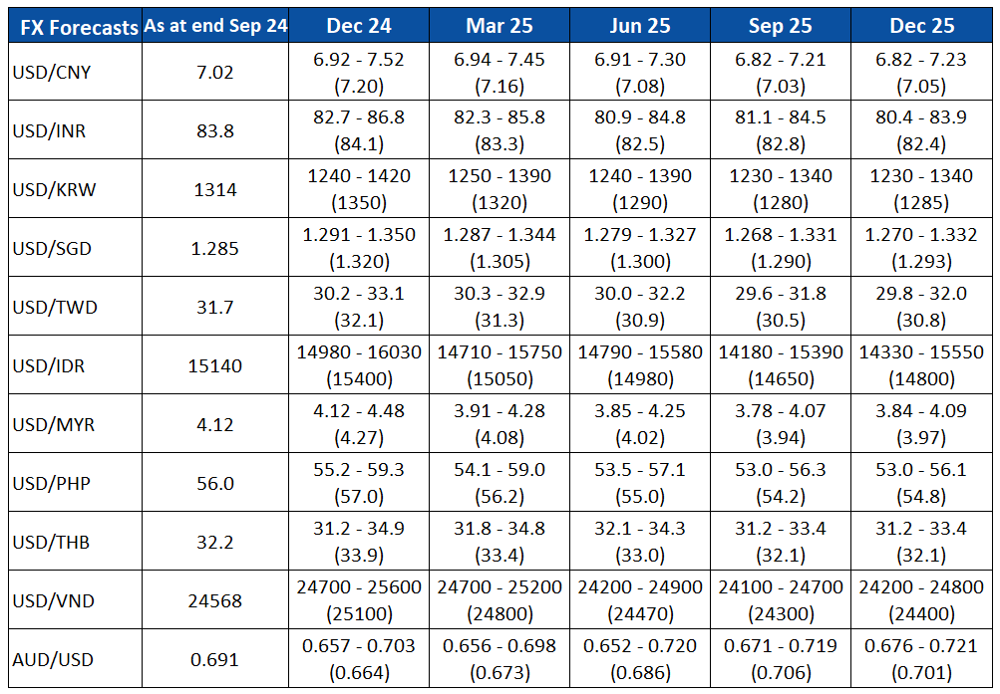 FX Forecasts As at end Sep 24 Dec 24 Mar 25 Jun 25 Sep 25 Dec 25
USD/CNY 7.02 6.92 - 7.52 6.94 - 7.45 6.91 - 7.30 6.82 - 7.21 6.82 - 7.23
(7.20) (7.16) (7.08) (7.03) (7.05)
USD/INR 83.8 82.7 - 86.8 82.3 - 85.8 80.9 - 84.8 81.1 - 84.5 80.4 - 83.9
(84.1) (83.3) (82.5) (82.8) (82.4)
USD/KRW 1314 1240 - 1420 1250 - 1390 1240 - 1390 1230 - 1340 1230 - 1340
(1350) (1320) (1290) (1280) (1285)
USD/SGD 1.285 1.291 - 1.350 1.287 - 1.344 1.279 - 1.327 1.268 - 1.331 1.270 - 1.332
(1.320) (1.305) (1.300) (1.290) (1.293)
USD/TWD 31.7 30.2 - 33.1 30.3 - 32.9 30.0 - 32.2 29.6 - 31.8 29.8 - 32.0
(32.1) (31.3) (30.9) (30.5) (30.8)
USD/IDR 15140 14980 - 16030 14710 - 15750 14790 - 15580 14180 - 15390 14330 - 15550
(15400) (15050) (14980) (14650) (14800)
USD/MYR 4.12 4.12 - 4.48 3.91 - 4.28 3.85 - 4.25 3.78 - 4.07 3.84 - 4.09
(4.27) (4.08) (4.02) (3.94) (3.97)
USD/PHP 56.0 55.2 - 59.3 54.1 - 59.0 53.5 - 57.1 53.0 - 56.3 53.0 - 56.1
(57.0) (56.2) (55.0) (54.2) (54.8)
USD/THB 32.2 31.2 - 34.9 31.8 - 34.8 32.1 - 34.3 31.2 - 33.4 31.2 - 33.4
(33.9) (33.4) (33.0) (32.1) (32.1)
USD/VND 24568 24700 - 25600 24700 - 25200 24200 - 24900 24100 - 24700 24200 - 24800
(25100) (24800) (24470) (24300) (24400)
AUD/USD 0.691 0.657 - 0.703 0.656 - 0.698 0.652 - 0.720 0.671 - 0.719 0.676 - 0.721
(0.664) (0.673) (0.686) (0.706) (0.701)